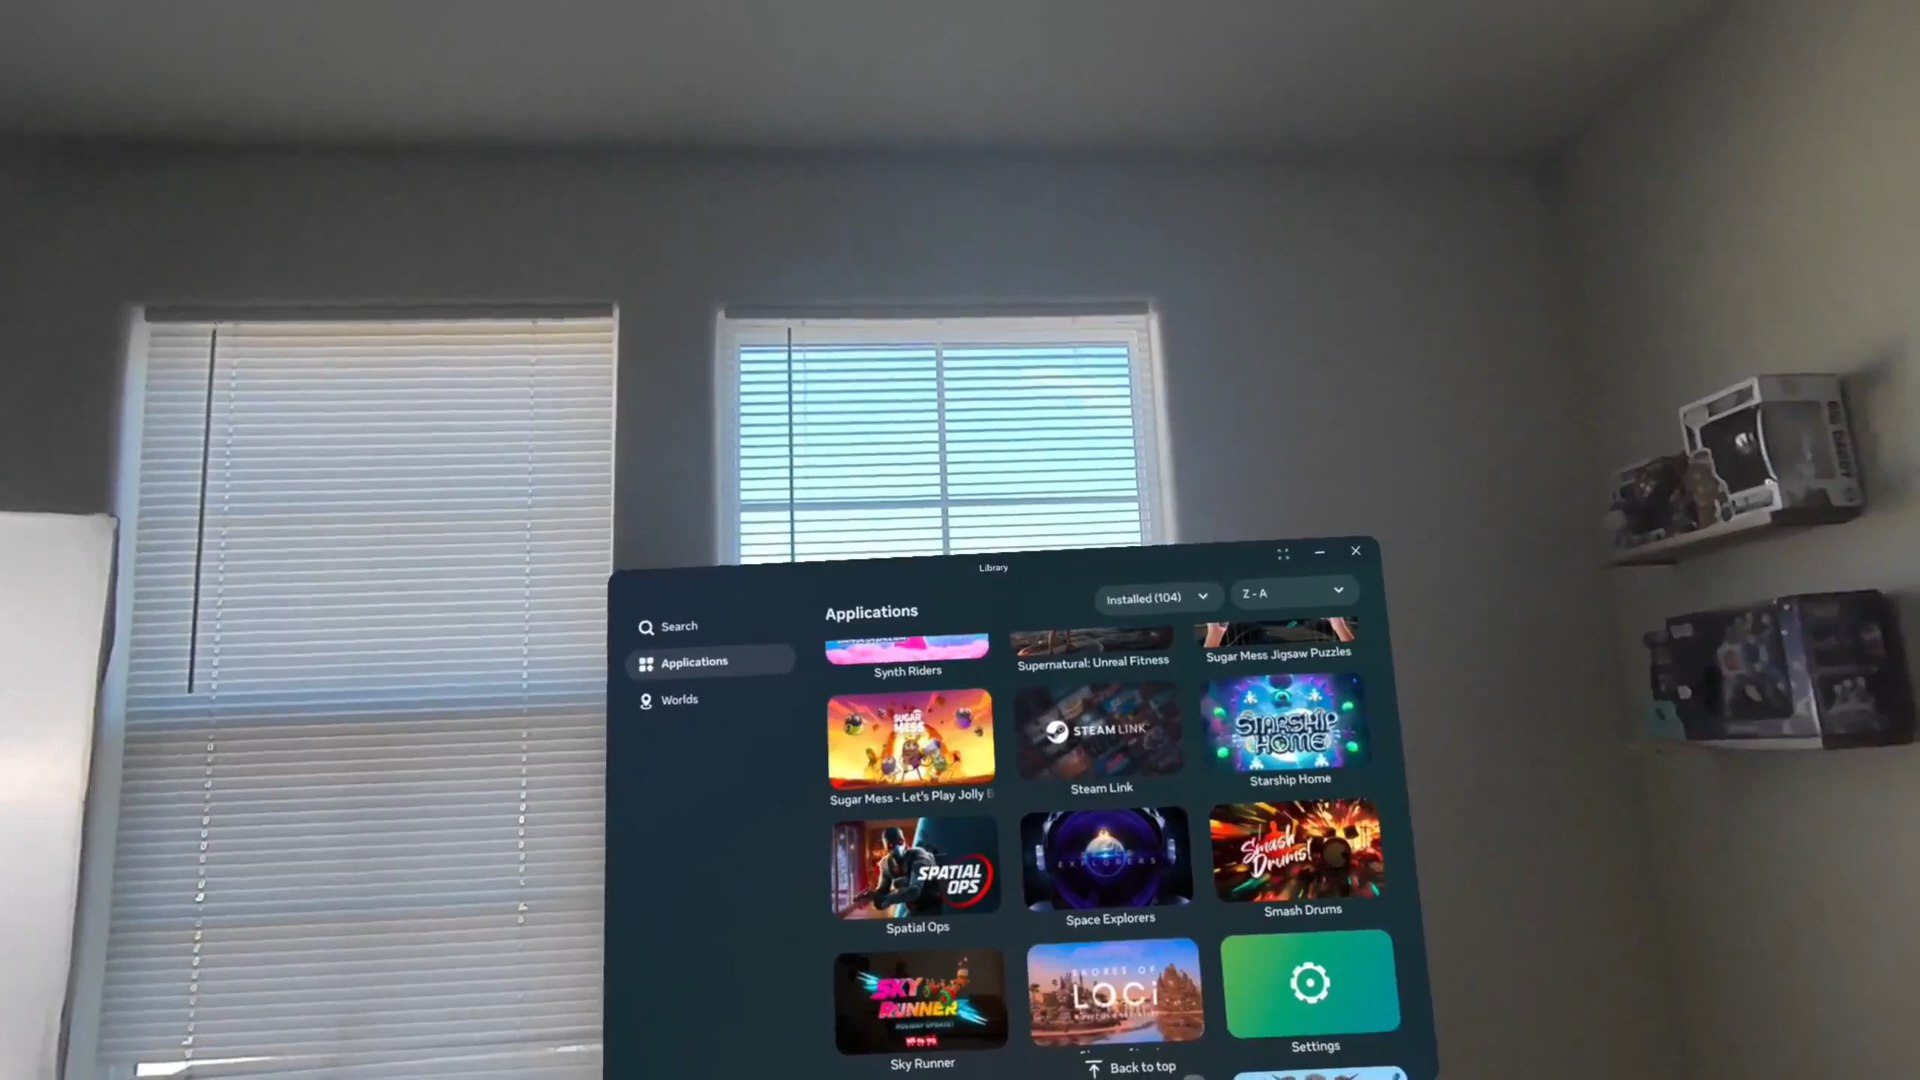 Library
Search
Applications
Worlds
Applications
Installed (104)
Z - A
Synth Riders
Supernatural: Unreal Fitness
Sugar Mess Jigsaw Puzzles
SUGAR
MESS
STEAM LINK
STARSHIP
HOME
Sugar Mess - Let's Play Jolly B
Steam Link
Starship Home
SPATIAL
OPS
EXPLORERS
Smash
Drums!
Spatial Ops
Space Explorers
Smash Drums
SKY
RUNNER
HOLIDAY UPDATE!
SHORES OF
LOCI
Sky Runner
Settings
Back to top